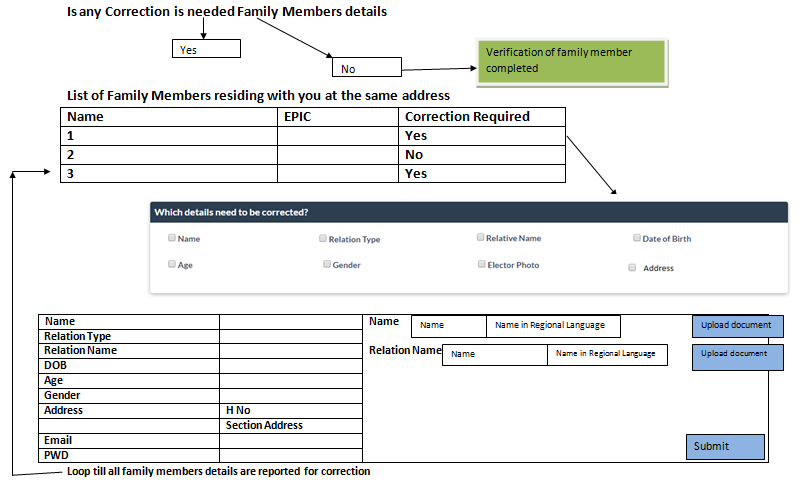 Is any Correction is needed Family Members details
Yes
No
Verification of family member
completed
List of Family Members residing with you at the same address
Name EPIC Correction Required
1 Yes
2 No
3 Yes
Which details need to be corrected?
Name Relation Type Relative Name Date of Birth
Age Gender Elector Photo Address
Name
Relation Type
Relation Name
DOB
Age
Gender
Address H No
Section Address
Email
PWD
Name Name Name in Regional Language Upload document
Relation Name Name Name in Regional Language Upload document
Submit
Loop till all family members details are reported for correction